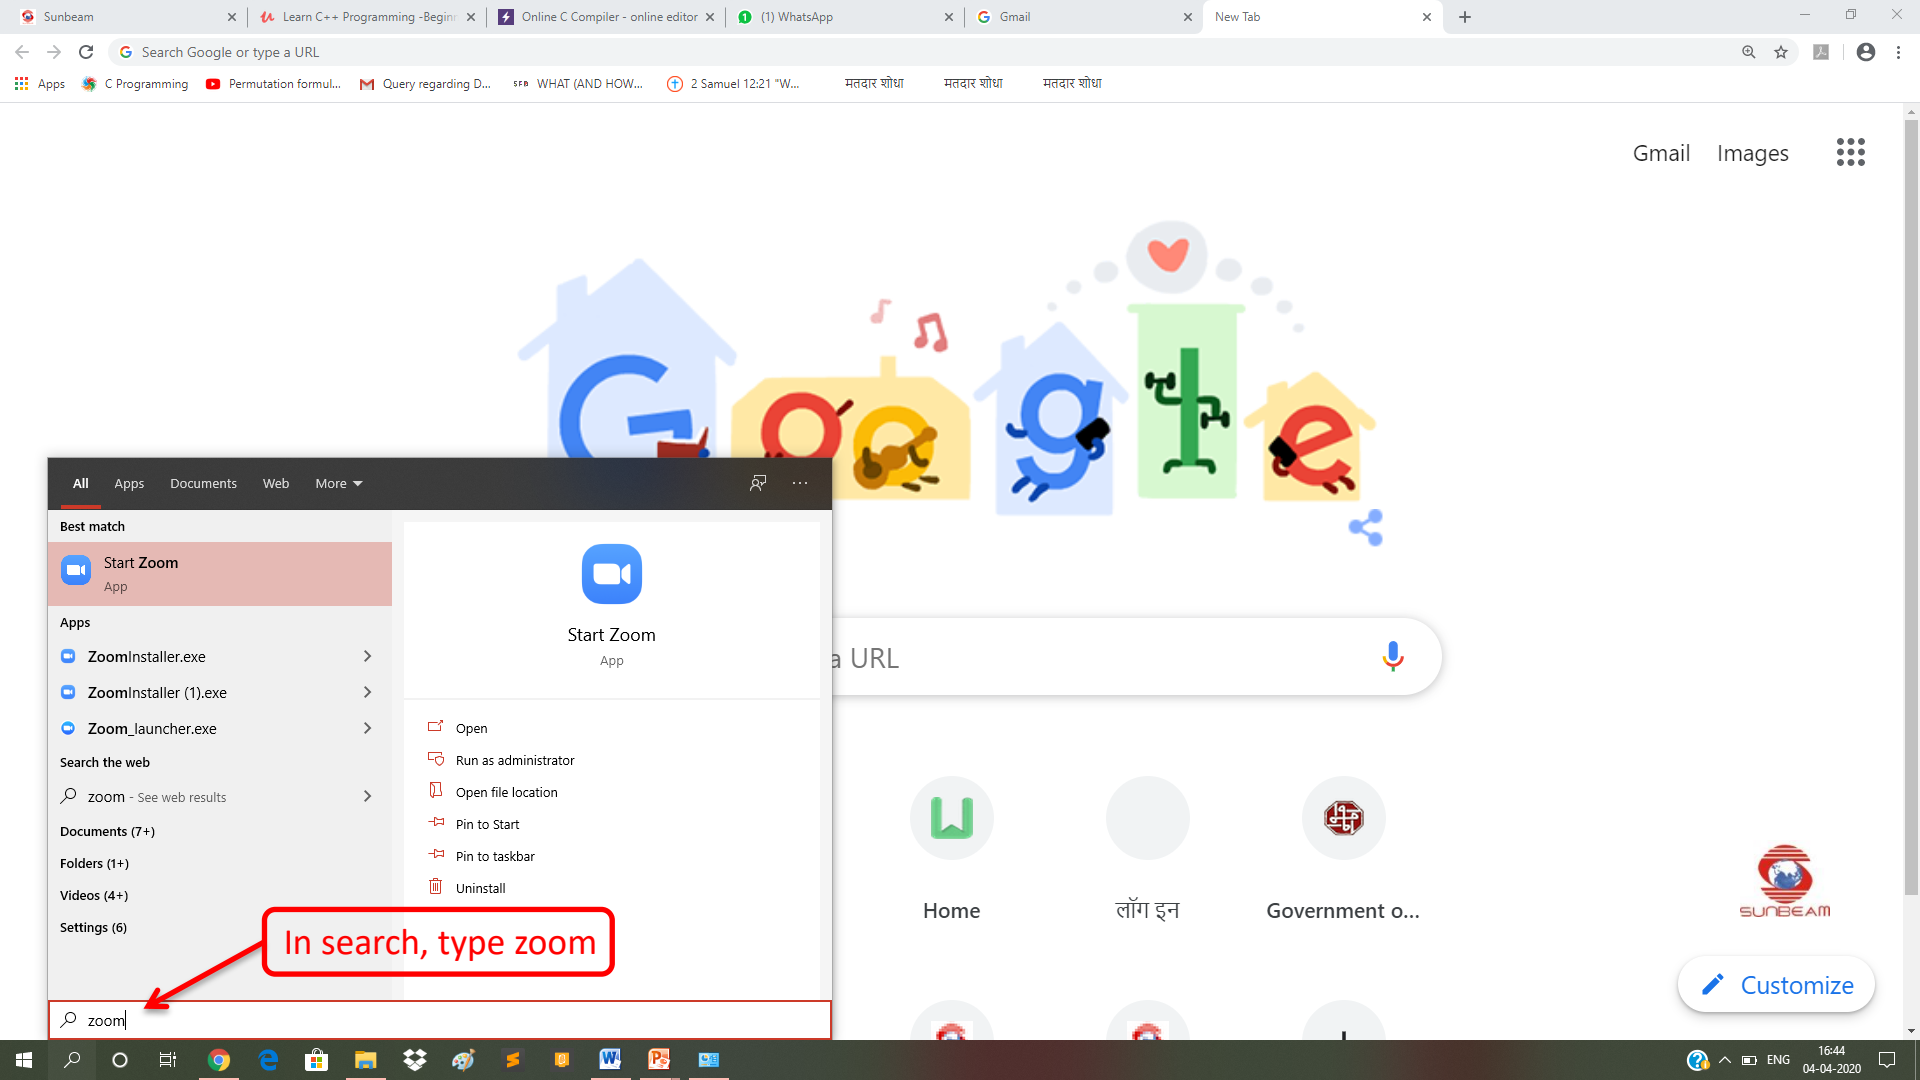 Sunbeam
Learn C++ Programming -Beginn
Online C Compiler - online editor
(1) WhatsApp
Gmail
New Tab
Search Google or type a URL
Apps
C Programming
Permutation formul...
Query regarding D...
SFB WHAT (AND HOW...
2 Samuel 12:21 "W...
मतदार शोधा
मतदार शोधा
मतदार शोधा
Gmail Images
Google
All Apps Documents Web More
Best match
Start Zoom
App
Apps
ZoomInstaller.exe
ZoomInstaller (1).exe
Zoom_launcher.exe
Search the web
zoom - See web results
Documents (7+)
Folders (1+)
Videos (4+)
Settings (6)
Start Zoom
App
Open
Run as administrator
Open file location
Pin to Start
Pin to taskbar
Uninstall
In search, type zoom
zoom
a URL
Home
लॉग इन
Government o...
SUNBEAM
Customize
ENG
16:44
04-04-2020